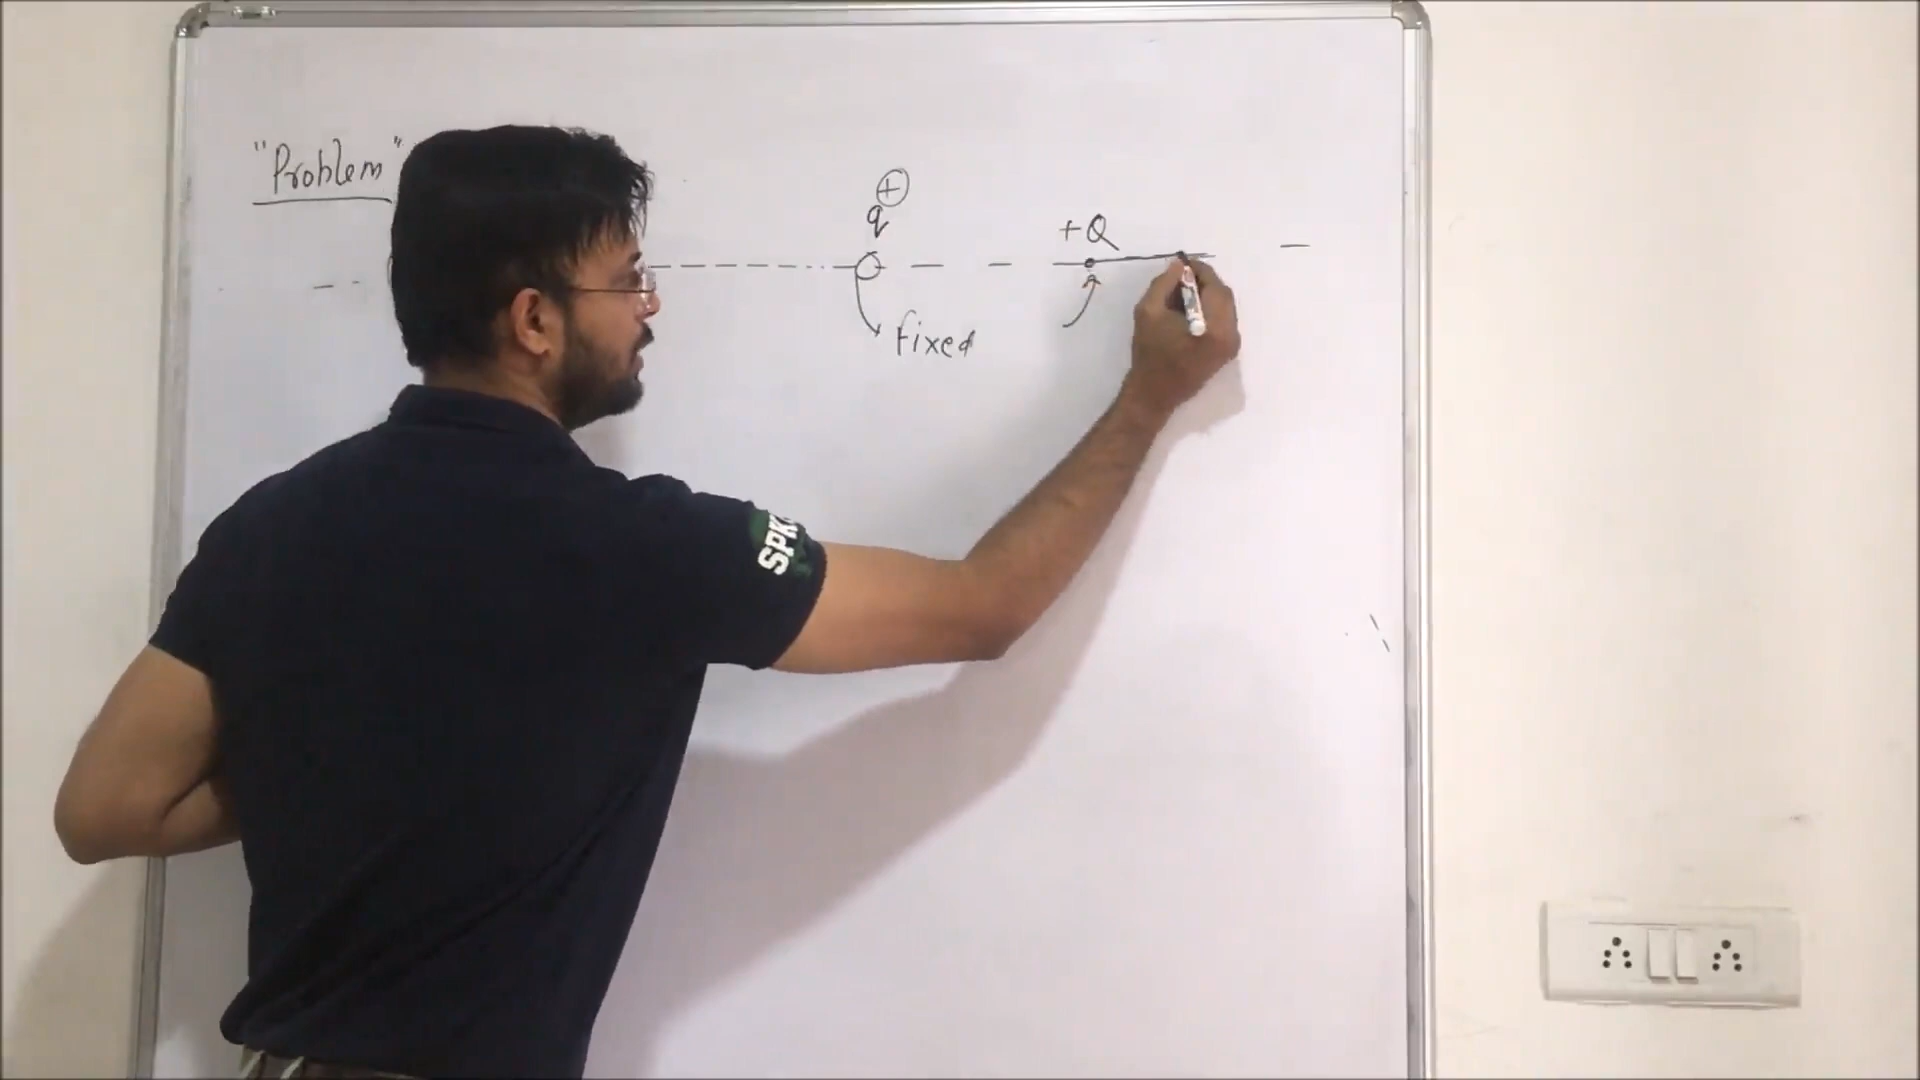 "Problem"
+
q
+Q
fixed
SPK